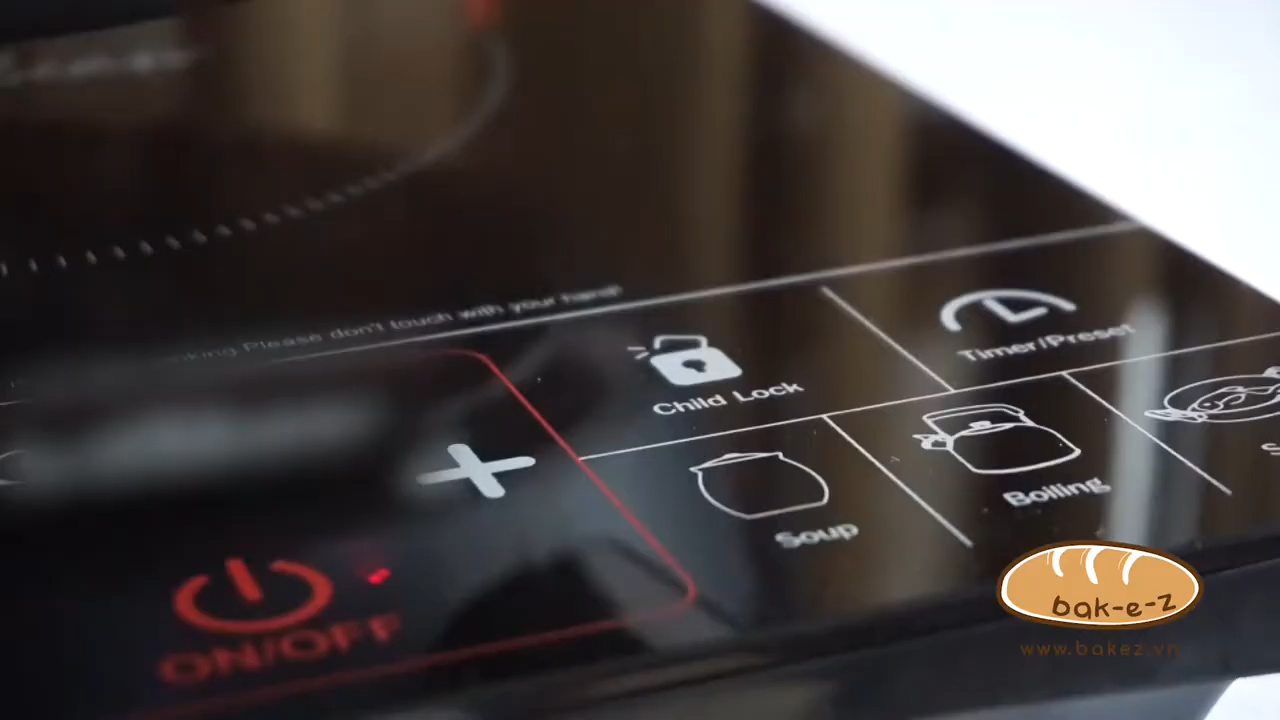 Please don't touch with your hand!
Child Lock
Timer/Preset
Soup
Boiling
ON/OFF
bak-e-z
www.bakez.vn